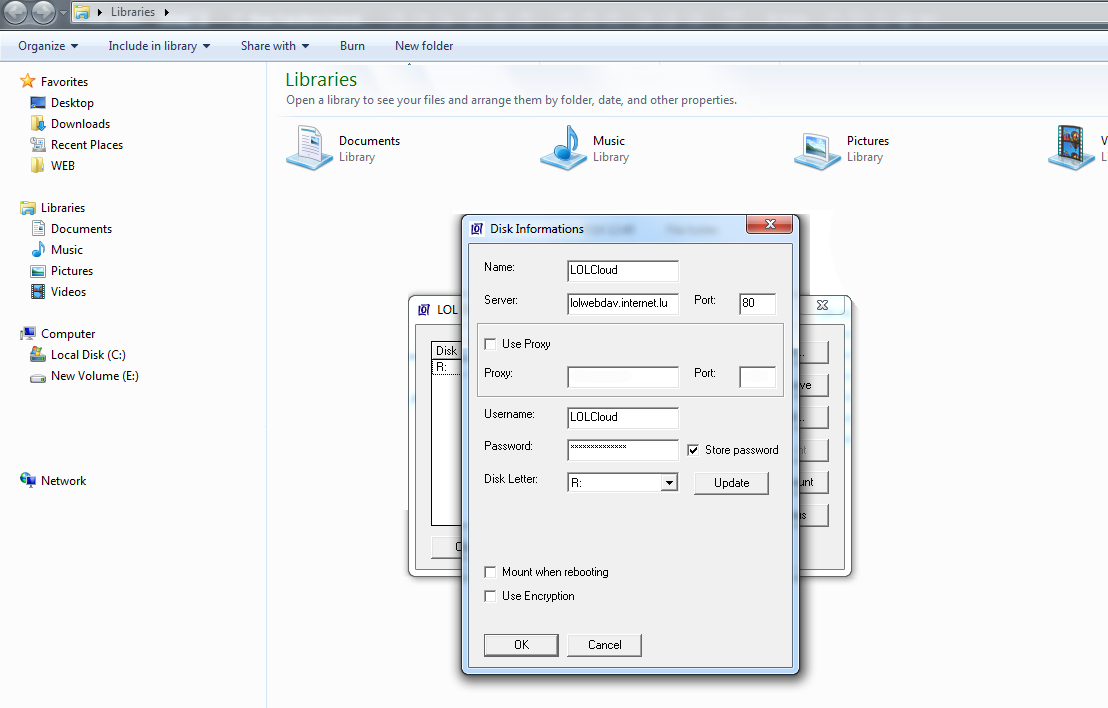 Libraries
Organize Include in library Share with Burn New folder
Favorites
Desktop
Downloads
Recent Places
WEB
Libraries
Documents
Music
Pictures
Videos
Computer
Local Disk (C:)
New Volume (E:)
Network
Libraries
Open a library to see your files and arrange them by folder, date, and other properties.
Documents
Library
Music
Library
Pictures
Library
V
L
LOL
Disk
R:
Disk Informations
Name: LOLCloud
Server: lolwebdav.internet.lu Port: 80
Use Proxy
Proxy: Port:
Username: LOLCloud
Password: ************** Store password
Disk Letter: R: Update
Mount when rebooting
Use Encryption
OK Cancel